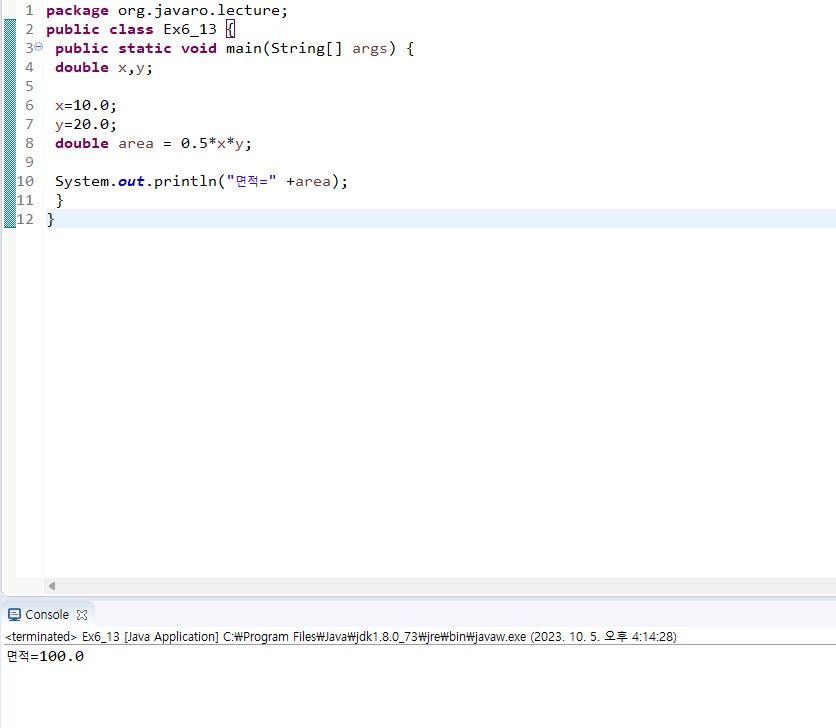 1 package org.javaro.lecture;
2 public class Ex6_13 {
3 public static void main(String[] args) {
4 double x,y;
5
6 x=10.0;
7 y=20.0;
8 double area = 0.5*x*y;
9
10 System.out.println("면적=" +area);
11 }
12 }
Console
<terminated> Ex6_13 [Java Application] C:₩Program Files₩Java₩jdk1.8.0_73₩jre₩bin₩javaw.exe (2023. 10. 5. 오후 4:14:28)
면적=100.0